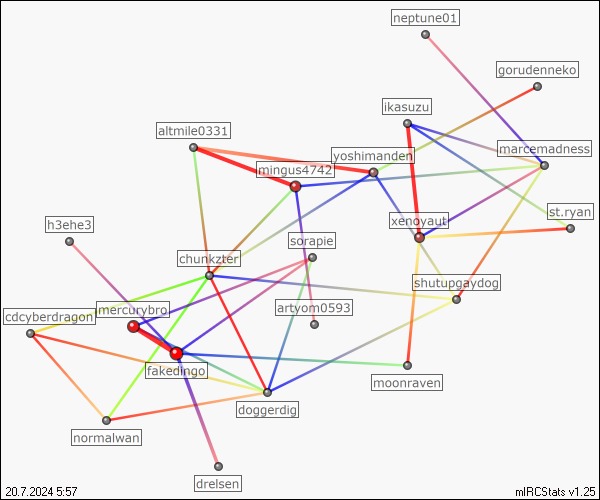 neptune01
gorudenneko
ikasuzu
altmile0331
marcemadness
yoshimanden
mingus4742
xenoyaut
st.ryan
h3ehe3
sorapie
chunkzter
shutupgaydog
mercurybro
artyom0593
cdcyberdragon
fakedingo
moonraven
doggerdig
normalwan
drelsen
20.7.2024 5:57
mIRCStats v1.25